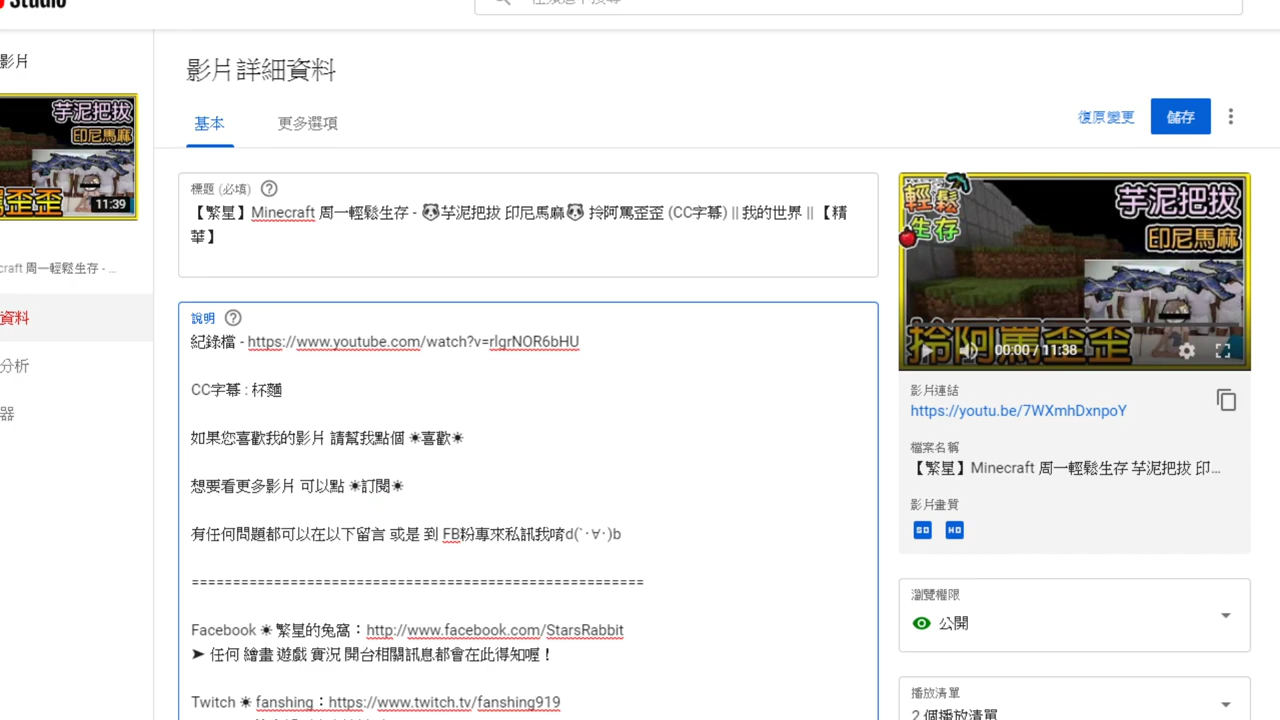 Studio
影片
影片詳細資料
基本
更多選項
復原變更
儲存
芋泥把拔
印尼馬麻
歪歪
11:39
craft 周一輕鬆生存 - ...
資料
分析
器
標題 (必填)
【繁星】Minecraft 周一輕鬆生存 - 🐼芋泥把拔 印尼馬麻🐼 拎阿罵歪歪 (CC字幕) || 我的世界 || 【精
華】
說明
紀錄檔 - https://www.youtube.com/watch?v=rlgrNOR6bHU
CC字幕 : 杯麵
如果您喜歡我的影片 請幫我點個 ☀喜歡☀
想要看更多影片 可以點 ☀訂閱☀
有任何問題都可以在以下留言 或是 到 FB粉專來私訊我唷d(`･∀･)b
=======================================================
Facebook ☀ 繁星的兔窩：http://www.facebook.com/StarsRabbit
➤ 任何 繪畫 遊戲 實況 開台相關訊息都會在此得知喔！
Twitch ☀ fanshing：https://www.twitch.tv/fanshing919
輕鬆
生存
芋泥把拔
印尼馬麻
拎阿罵歪歪
00:00 / 11:38
影片連結
https://youtu.be/7WXmhDxnpoY
檔案名稱
【繁星】Minecraft 周一輕鬆生存 芋泥把拔 印...
影片畫質
SD HD
瀏覽權限
公開
播放清單
2 個播放清單